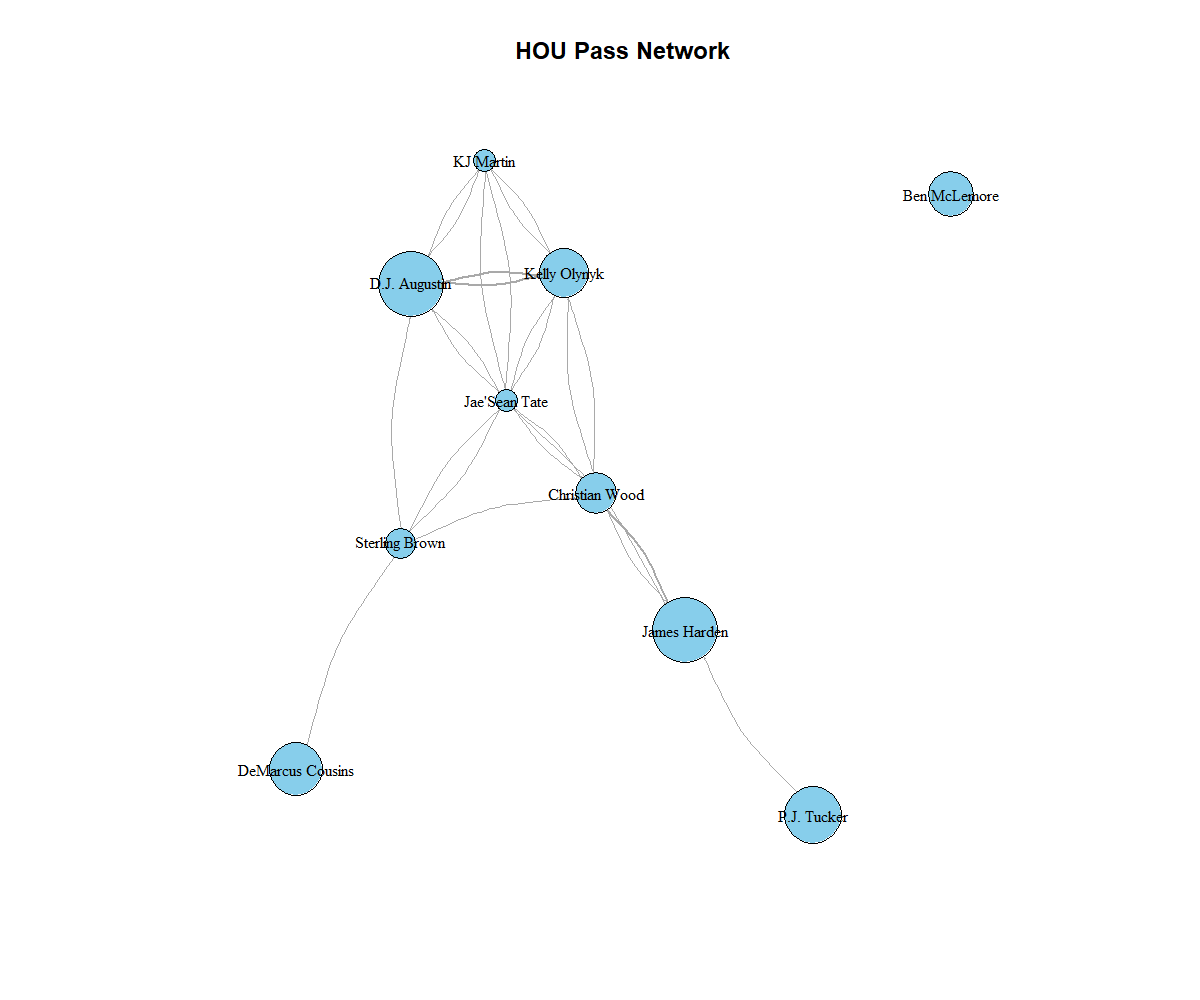 HOU Pass Network
KJ Martin
Ben McLemore
Kelly Olynyk
D.J. Augustin
Jae'Sean Tate
Christian Wood
Sterling Brown
James Harden
DeMarcus Cousins
P.J. Tucker